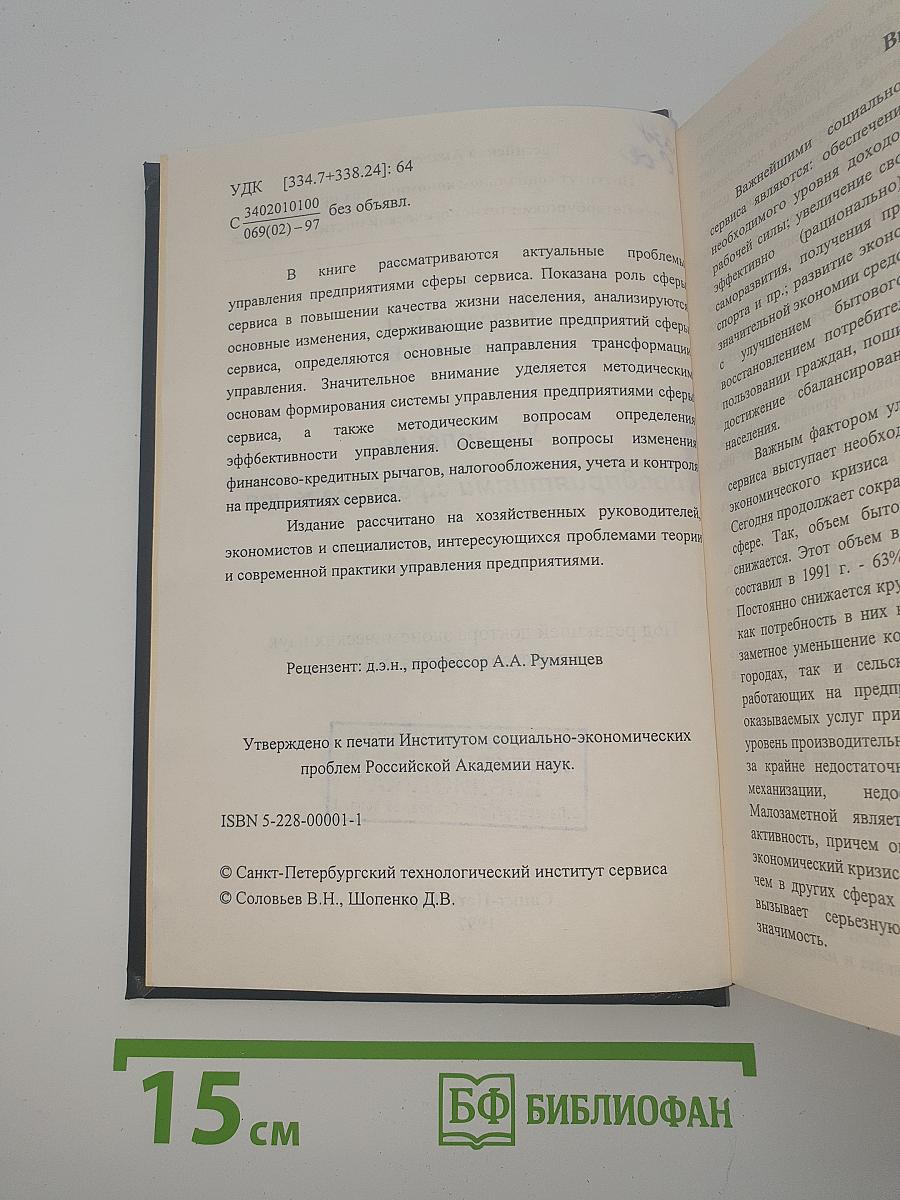 УДК [334.7+338.24]: 64
С 3402010100 без объявл.
069(02)–97
В книге рассматриваются актуальные проблемы
управления предприятиями сферы сервиса. Показана роль сферы
сервиса в повышении качества жизни населения, анализируются
основные изменения, сдерживающие развитие предприятий сферы
сервиса, определяются основные направления трансформации
управления. Значительное внимание уделяется методическим
основам формирования системы управления предприятиями сферы
сервиса, а также методическим вопросам определения
эффбективности управления. Освещены вопросы изменения
финансово-кредитных рычагов, налогообложения, учета и контроля
на предприятиях сервиса.
Издание рассчитано на хозяйственных руководителей,
экономистов и специалистов, интересующихся проблемами теории
и современной практики управления предприятиями.
Рецензент: д.э.н., профессор А.А. Румянцев
Утверждено к печати Институтом социально-экономических
проблем Российской Академии наук.
ISBN 5-228-00001-1
© Санкт-Петербургский технологический институт сервиса
© Соловьев В.Н., Шопенко Д.В.
Важнейшими социально
сервиса являются: обеспечени
необходимого уровня доходо
рабочей силы; увеличение сво
эффективно (рационально)
саморазвития, получения пр
спорта и пр.; развитие эконо
значительной экономии средс
с улучшением бытового
восстановлением потребител
пользовании граждан, поши
достижение сбалансирован
населения.
Важным фактором ул
сервиса выступает необход
экономического кризиса
Сегодня продолжает сокра
сфере. Так, объем быто
снижается. Этот объем в
составил в 1991 г. - 63%
Постоянно снижается кру
как потребность в них н
заметное уменьшение ко
городах, так и сельск
работающих на предпр
оказываемых услуг при
уровень производительн
за крайне недостаточн
механизации, недо
Малозаметной являет
активность, причем о
экономический кризис
чем в других сферах
вызывает серьезную
значимость.
15 см
БФ БИБЛИОФАН